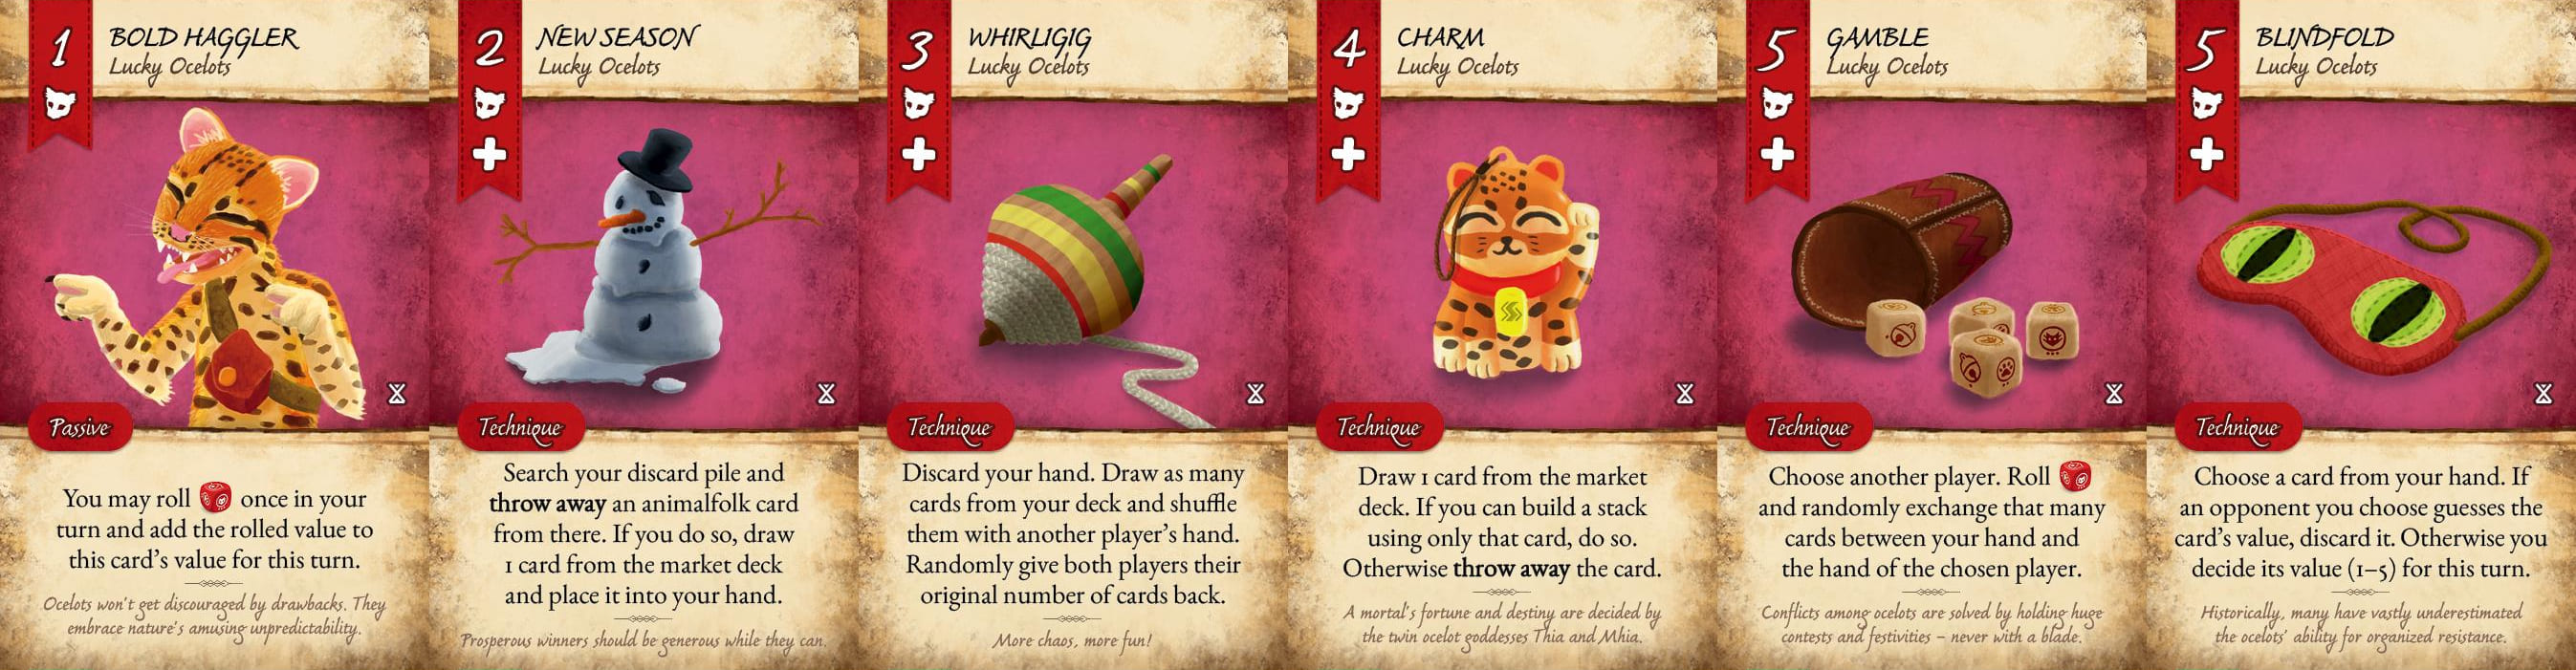 1
BOLD HAGGLER
Lucky Ocelots
Passive
You may roll once in your
turn and add the rolled value to
this card's value for this turn.
Ocelots won't get discouraged by drawbacks. They
embrace nature's amusing unpredictability.
2
NEW SEASON
Lucky Ocelots
Technique
Search your discard pile and
throw away an animalfolk card
from there. If you do so, draw
1 card from the market deck
and place it into your hand.
Prosperous winners should be generous while they can.
3
WHIRLIGIG
Lucky Ocelots
Technique
Discard your hand. Draw as many
cards from your deck and shuffle
them with another player's hand.
Randomly give both players their
original number of cards back.
More chaos, more fun!
4
CHARM
Lucky Ocelots
Technique
Draw 1 card from the market
deck. If you can build a stack
using only that card, do so.
Otherwise throw away the card.
A mortal's fortune and destiny are decided by
the twin ocelot goddesses Thia and Mhia.
5
GAMBLE
Lucky Ocelots
Technique
Choose another player. Roll
and randomly exchange that many
cards between your hand and
the hand of the chosen player.
Conflicts among ocelots are solved by holding huge
contests and festivities – never with a blade.
5
BLINDFOLD
Lucky Ocelots
Technique
Choose a card from your hand. If
an opponent you choose guesses the
card's value, discard it. Otherwise you
decide its value (1–5) for this turn.
Historically, many have vastly underestimated
the ocelots' ability for organized resistance.